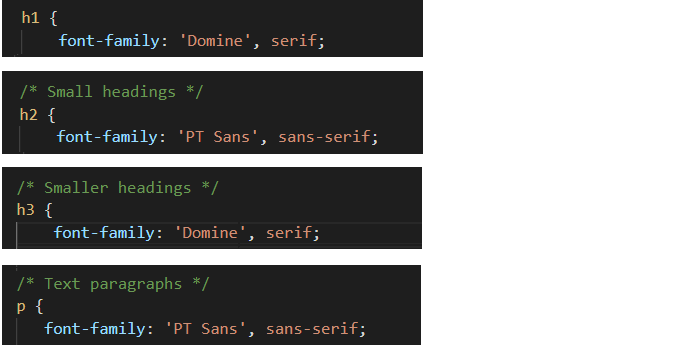 h1 {
font-family: 'Domine', serif;
/* Small headings */
h2 {
font-family: 'PT Sans', sans-serif;
/* Smaller headings */
h3 {
font-family: 'Domine', serif;
/* Text paragraphs */
p {
font-family: 'PT Sans', sans-serif;